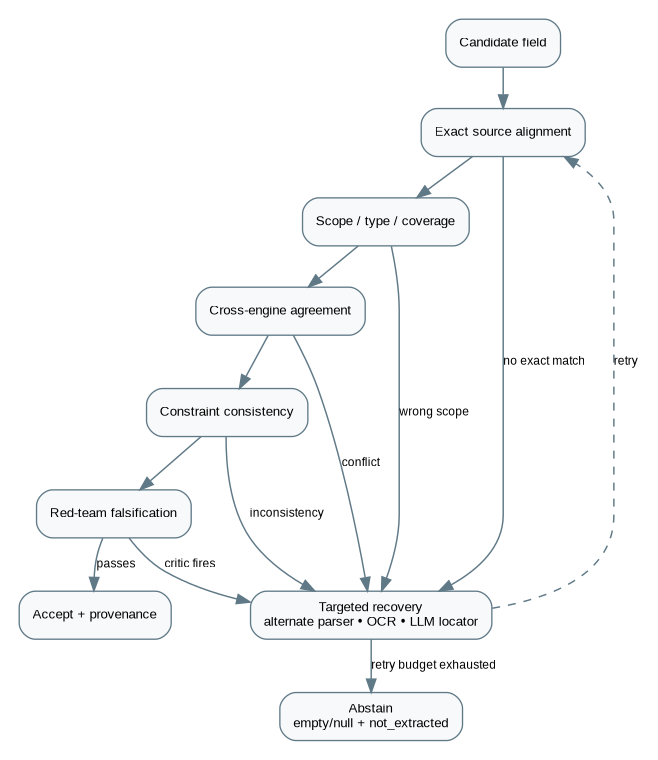 Candidate field
Exact source alignment
Scope / type / coverage
Cross-engine agreement
no exact match
retry
Constraint consistency
wrong scope
conflict
Red-team falsification
inconsistency
passes
critic fires
Accept + provenance
Targeted recovery
alternate parser • OCR • LLM locator
retry budget exhausted
Abstain
empty/null + not_extracted